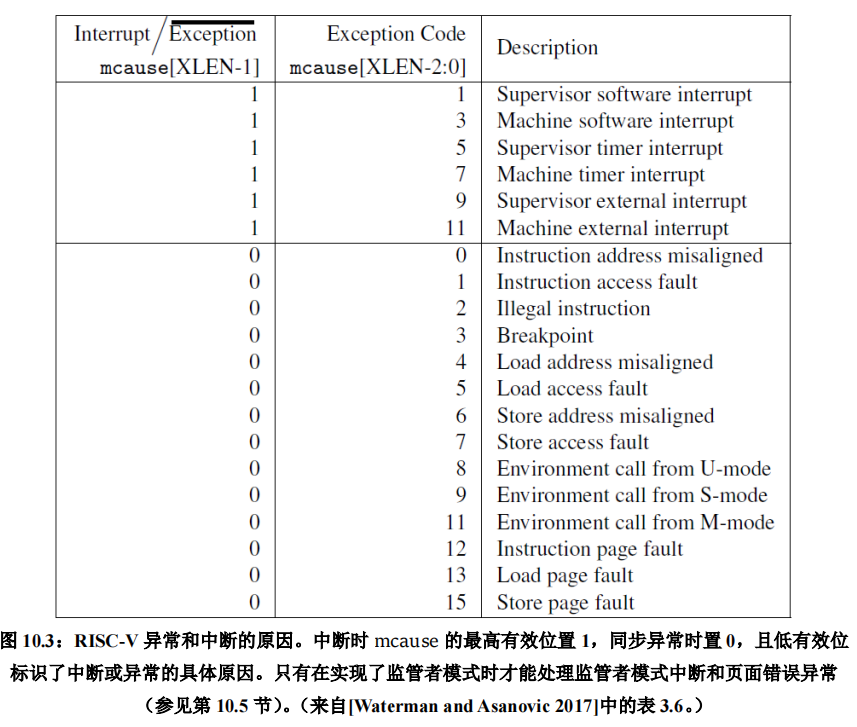 Interrupt / Exception Exception Code Description
mcause[XLEN-1] mcause[XLEN-2:0]
1 1 Supervisor software interrupt
1 3 Machine software interrupt
1 5 Supervisor timer interrupt
1 7 Machine timer interrupt
1 9 Supervisor external interrupt
1 11 Machine external interrupt
0 0 Instruction address misaligned
0 1 Instruction access fault
0 2 Illegal instruction
0 3 Breakpoint
0 4 Load address misaligned
0 5 Load access fault
0 6 Store address misaligned
0 7 Store access fault
0 8 Environment call from U-mode
0 9 Environment call from S-mode
0 11 Environment call from M-mode
0 12 Instruction page fault
0 13 Load page fault
0 15 Store page fault
图 10.3：RISC-V 异常和中断的原因。中断时 mcause 的最高有效位置 1，同步异常时置 0，且低有效位
标识了中断或异常的具体原因。只有在实现了监管者模式时才能处理监管者模式中断和页面错误异常
（参见第 10.5 节）。（来自[Waterman and Asanovic 2017]中的表 3.6。）